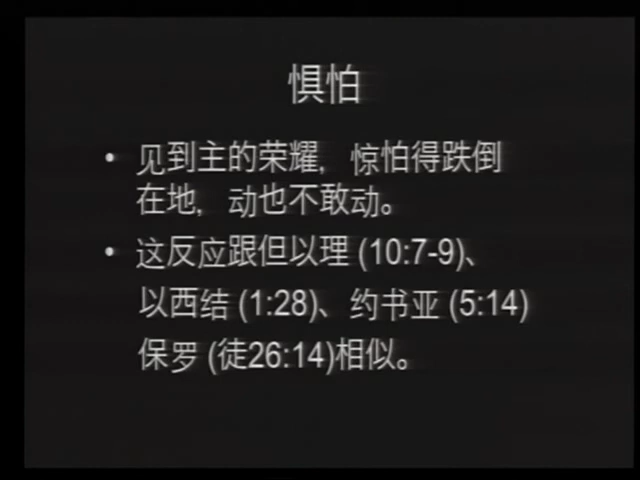 惧怕
• 见到主的荣耀, 惊怕得跌倒
在地, 动也不敢动。
• 这反应跟但以理 (10:7-9)、
以西结 (1:28)、约书亚 (5:14)
保罗 (徒26:14)相似。